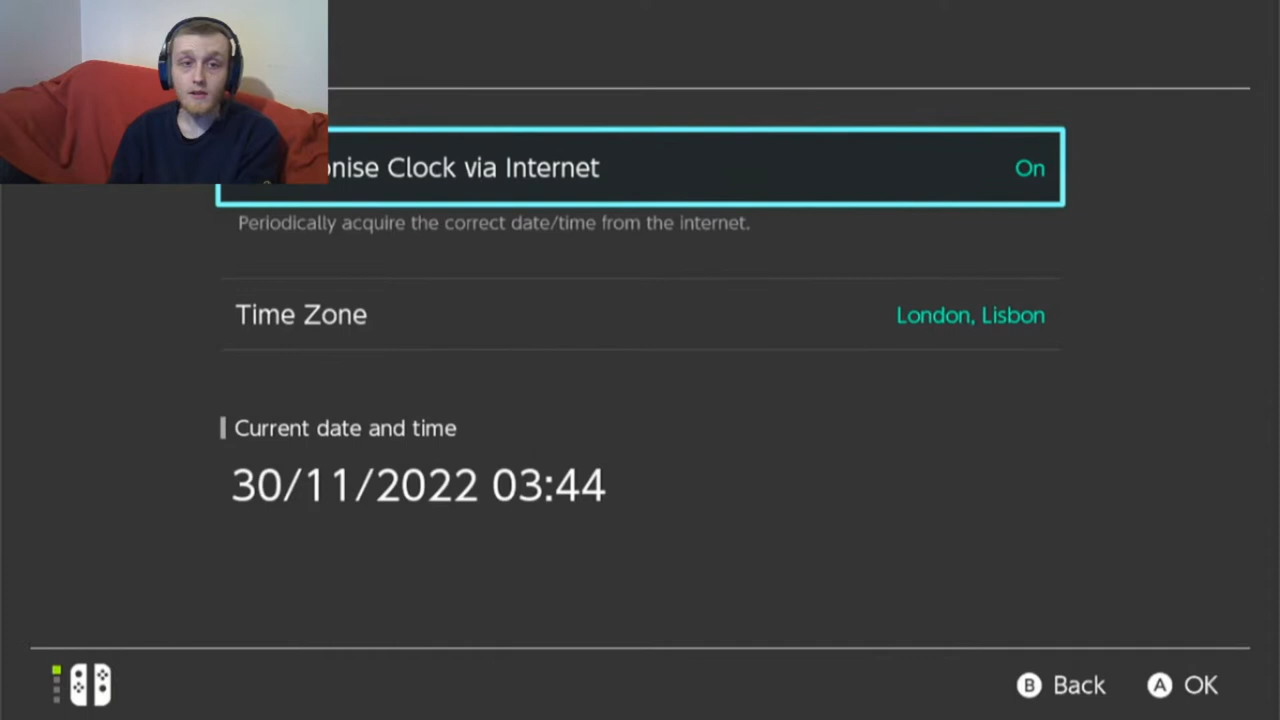 onise Clock via Internet On
Periodically acquire the correct date/time from the internet.
Time Zone London, Lisbon
Current date and time
30/11/2022 03:44
B Back A OK